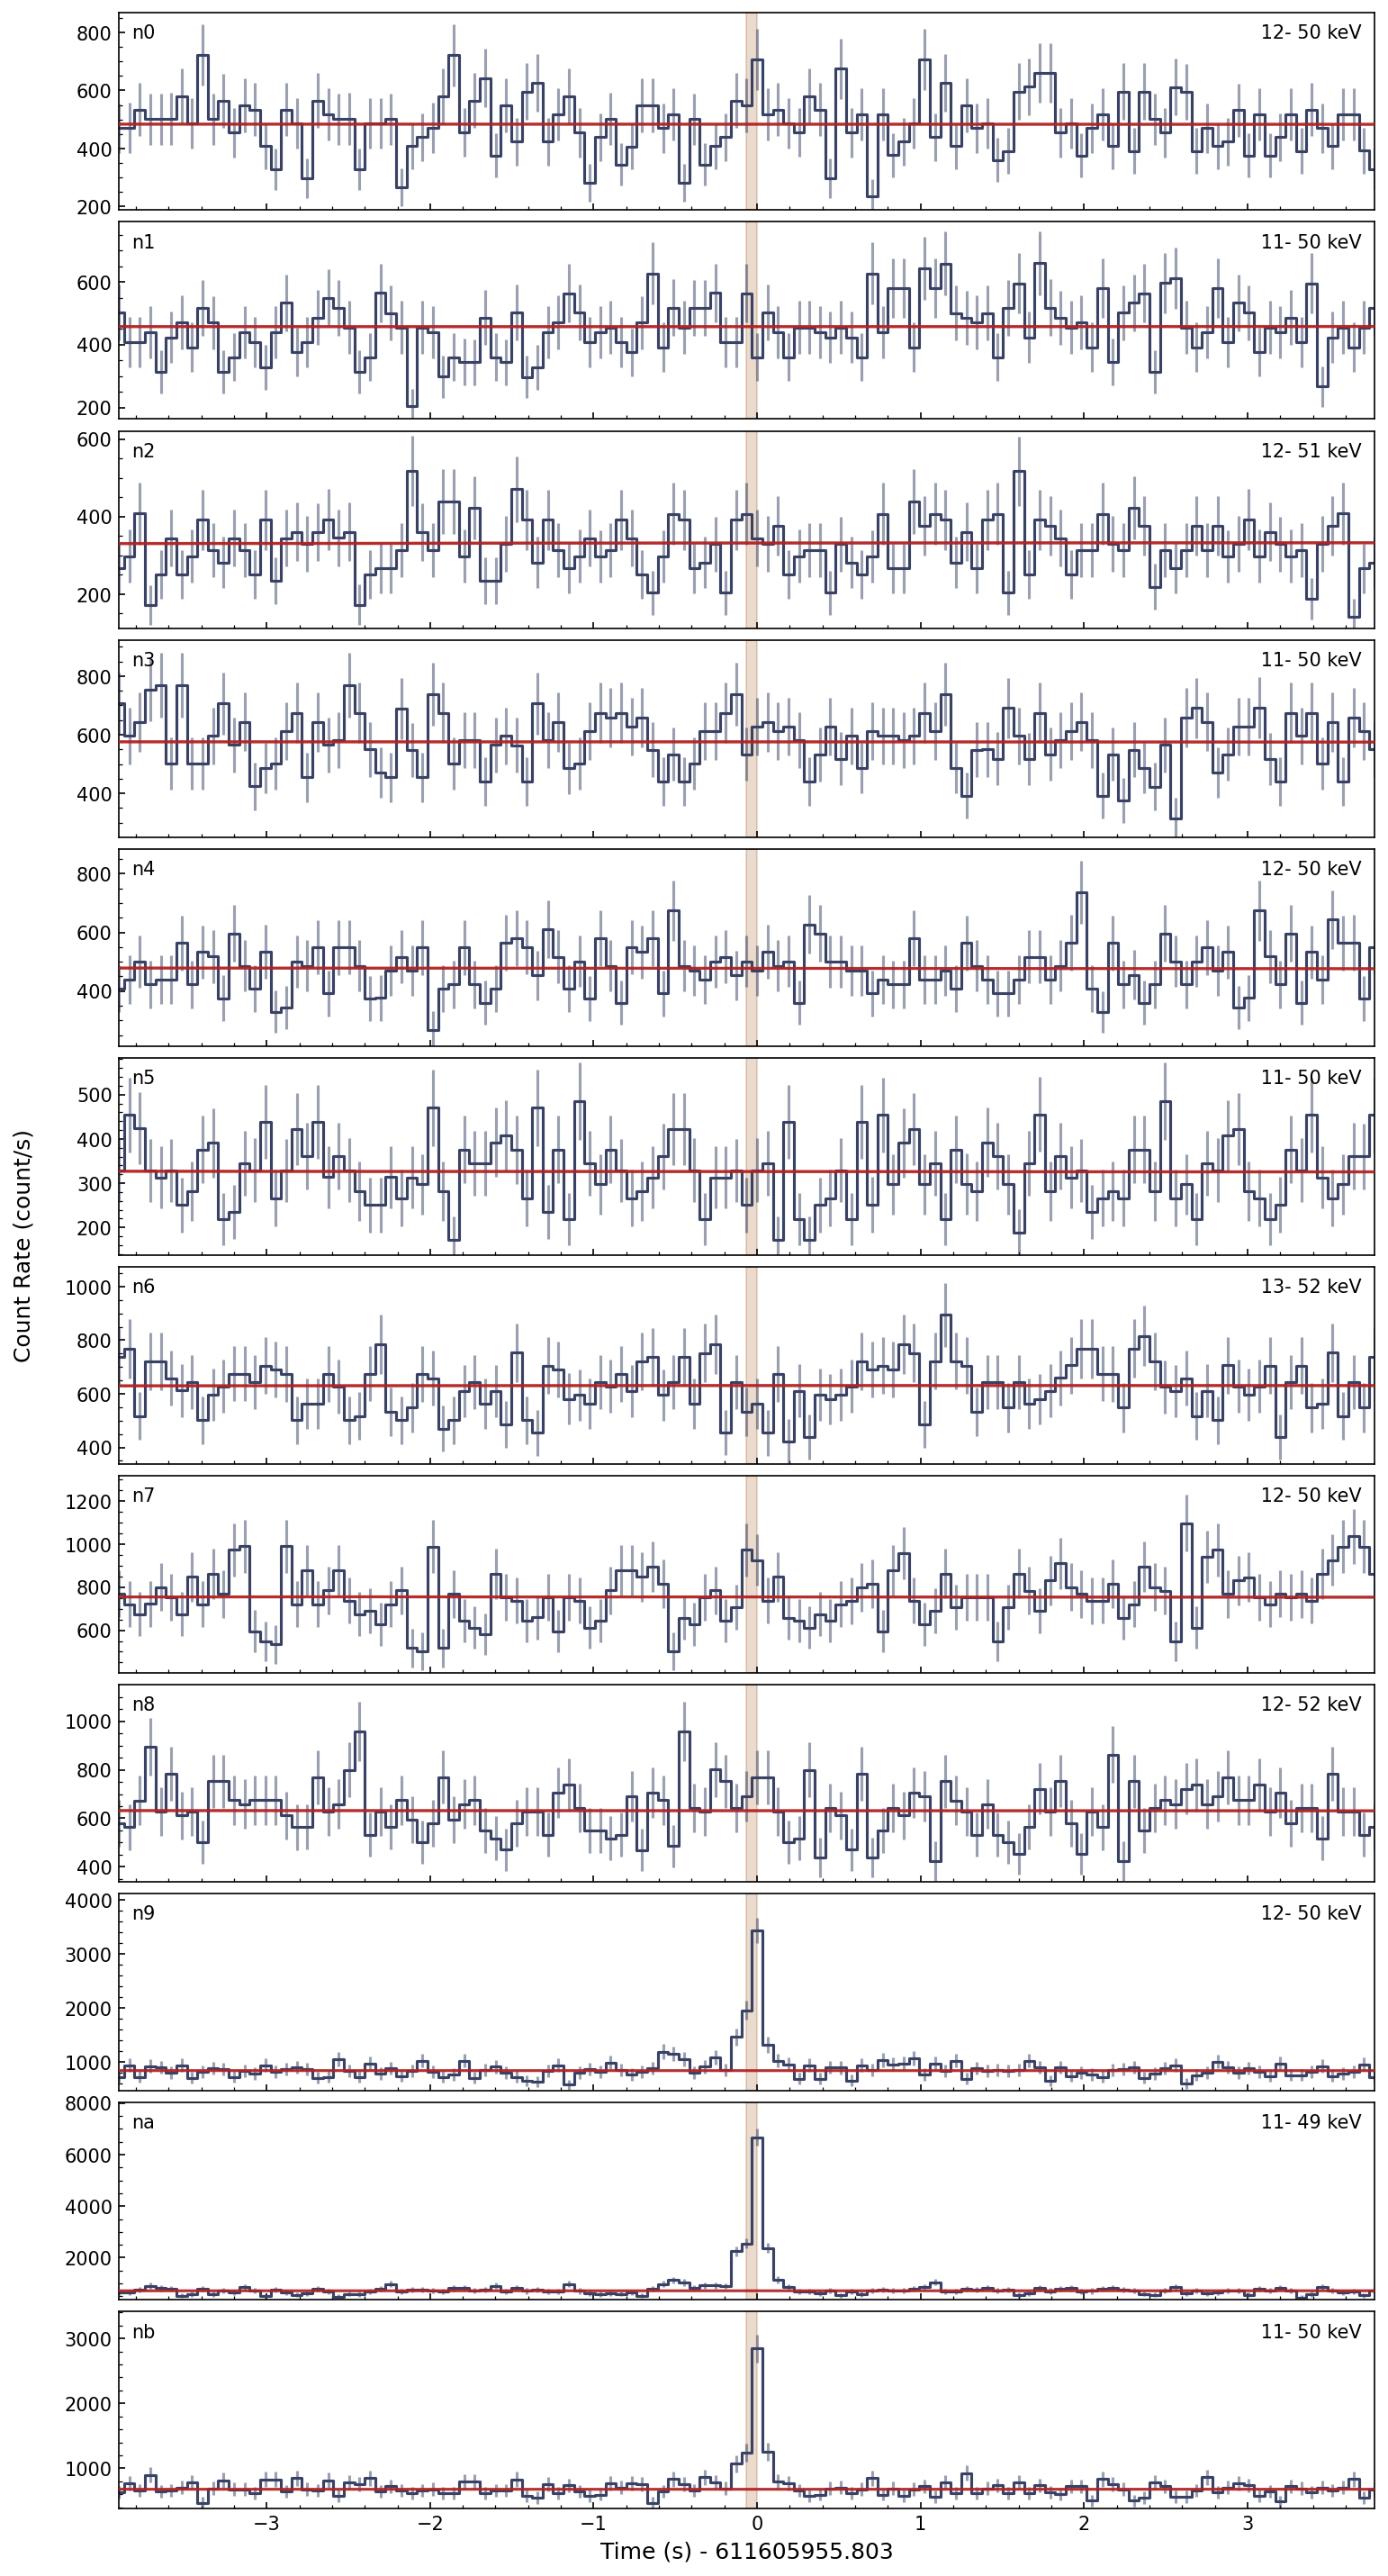 n0 12- 50 keV
800
600
400
200
n1 11- 50 keV
600
400
200
n2 12- 51 keV
600
400
200
n3 11- 50 keV
800
600
400
n4 12- 50 keV
800
600
400
n5 11- 50 keV
500
400
300
200
n6 13- 52 keV
1000
800
600
400
n7 12- 50 keV
1200
1000
800
600
n8 12- 52 keV
1000
800
600
400
n9 12- 50 keV
4000
3000
2000
1000
na 11- 49 keV
8000
6000
4000
2000
nb 11- 50 keV
3000
2000
1000
−3 −2 −1 0 1 2 3
Time (s) - 611605955.803
Count Rate (count/s)